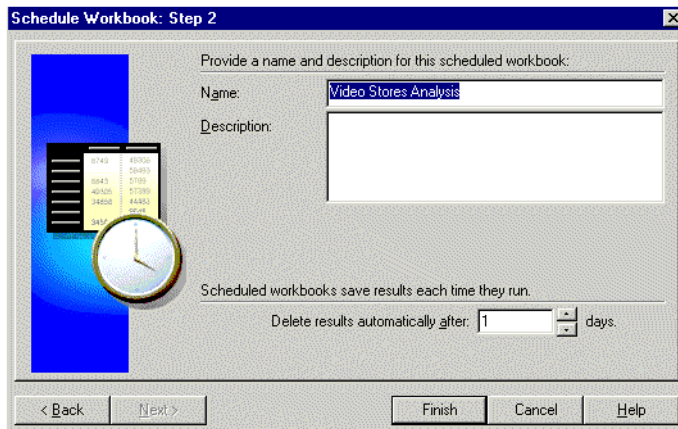 Schedule Workbook: Step 2
Provide a name and description for this scheduled workbook:
Name: Video Stores Analysis
Description:
Scheduled workbooks save results each time they run.
Delete results automatically after: 1 days.
< Back Next > Finish Cancel Help